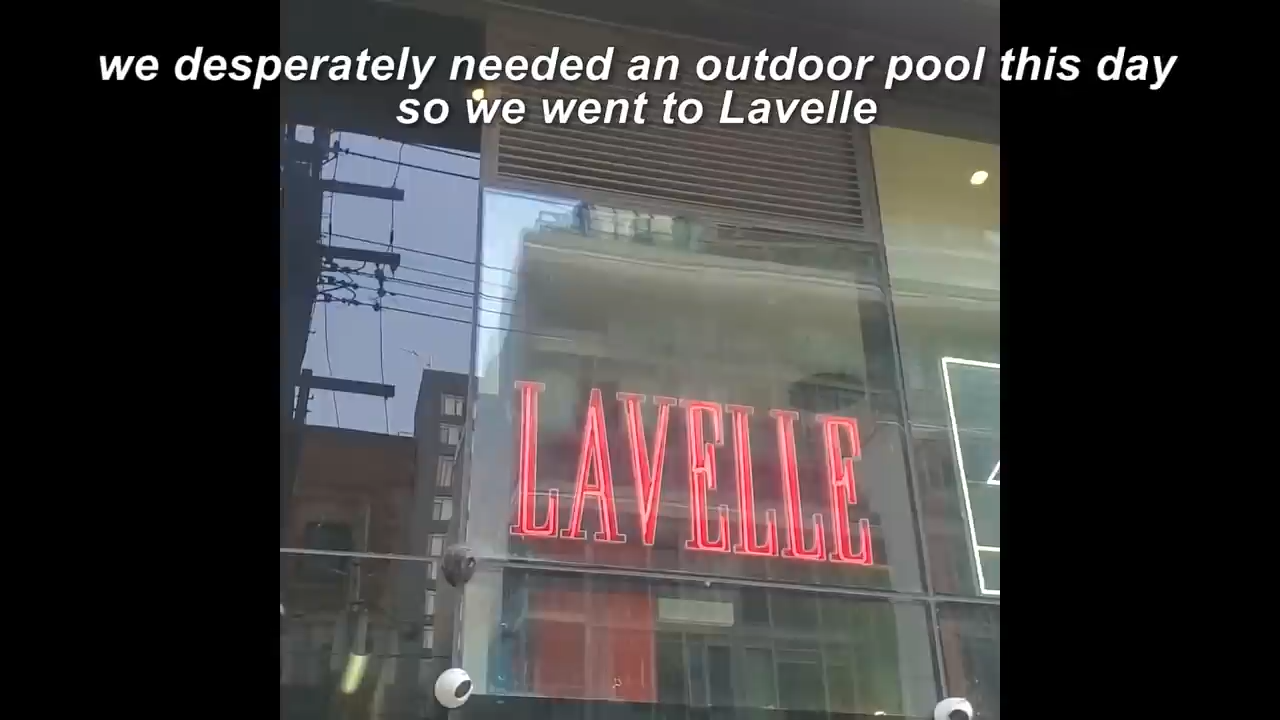 we desperately needed an outdoor pool this day
so we went to Lavelle
LAVELLE